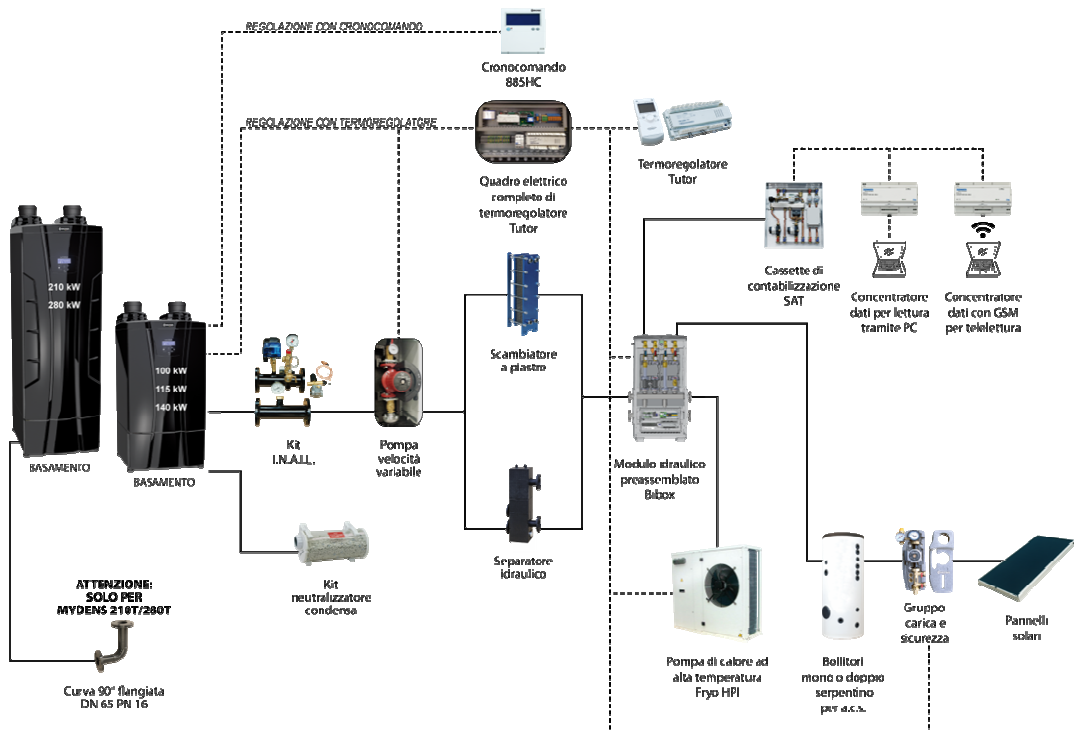 REGOLAZIONE CON CRONOCOMANDO
Cronocomando
885HC
REGOLAZIONE CON TERMOREGOLATORE
Quadro elettrico
completo di
termoregolatore
Tutor
Termoregolatore
Tutor
Cassette di
contabilizzazione
SAT
Concentratore
dati per lettura
tramite PC
Concentratore
dati con GSM
per telelettura
210 kW
280 kW
100 kW
115 kW
140 kW
BASAMENTO
BASAMENTO
Kit
I.N.A.I.L.
Pompa
velocità
variabile
Scambiatore
a piastre
Separatore
idraulico
Modulo idraulico
preassemblato
Bibox
Kit
neutralizzatore
condensa
ATTENZIONE:
SOLO PER
MYDENS 210T/280T
Curva 90° flangiata
DN 65 PN 16
Pompa di calore ad
alta temperatura
Fryo HPI
Bollitori
mono o doppio
serpentino
per a.c.s.
Gruppo
carica e
sicurezza
Pannelli
solari